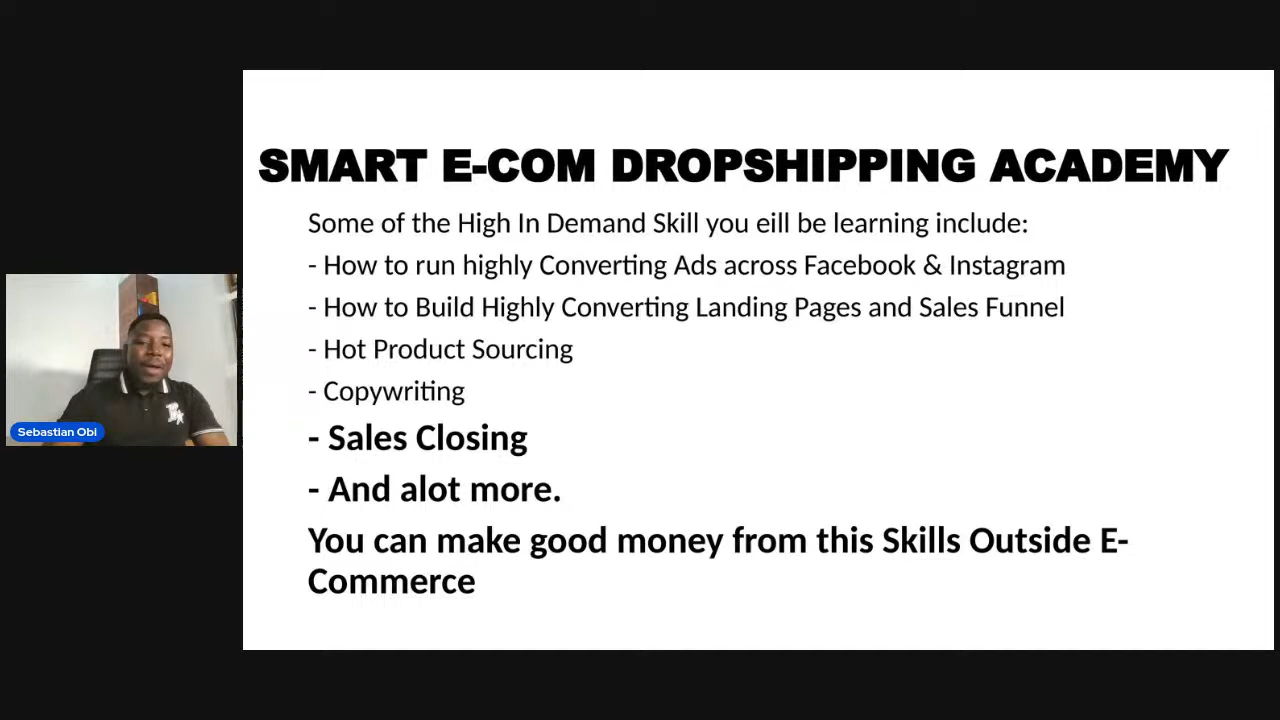 SMART E-COM DROPSHIPPING ACADEMY
Some of the High In Demand Skill you eill be learning include:
- How to run highly Converting Ads across Facebook & Instagram
- How to Build Highly Converting Landing Pages and Sales Funnel
- Hot Product Sourcing
- Copywriting
- Sales Closing
- And alot more.
You can make good money from this Skills Outside E-
Commerce
Sebastian Obi